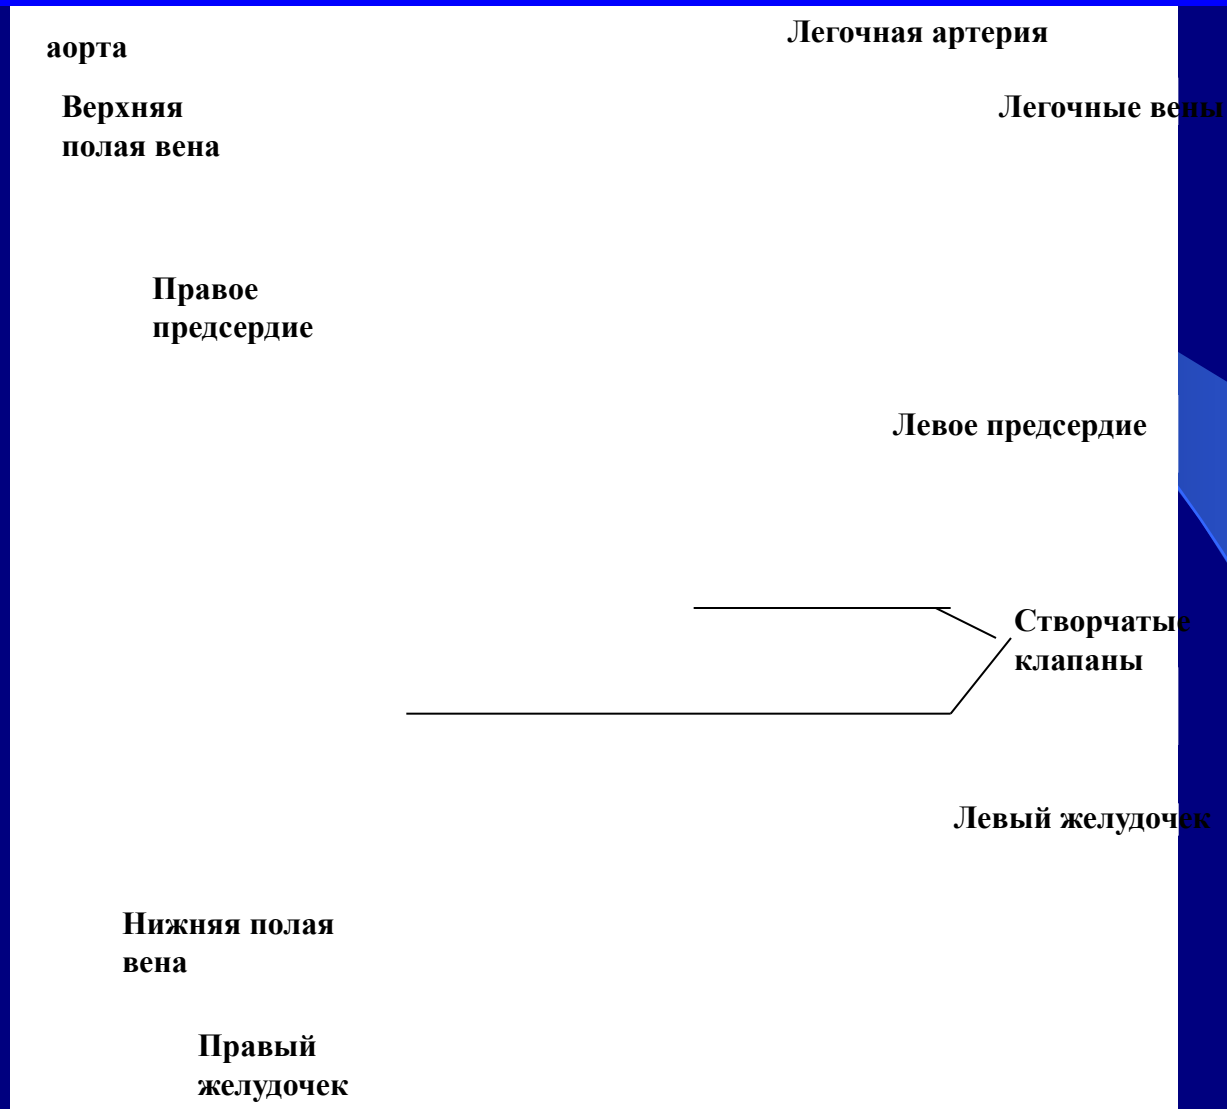 аорта
Легочная артерия
Верхняя
полая вена
Легочные вены
Правое
предсердие
Левое предсердие
Створчатые
клапаны
Левый желудочек
Нижняя полая
вена
Правый
желудочек